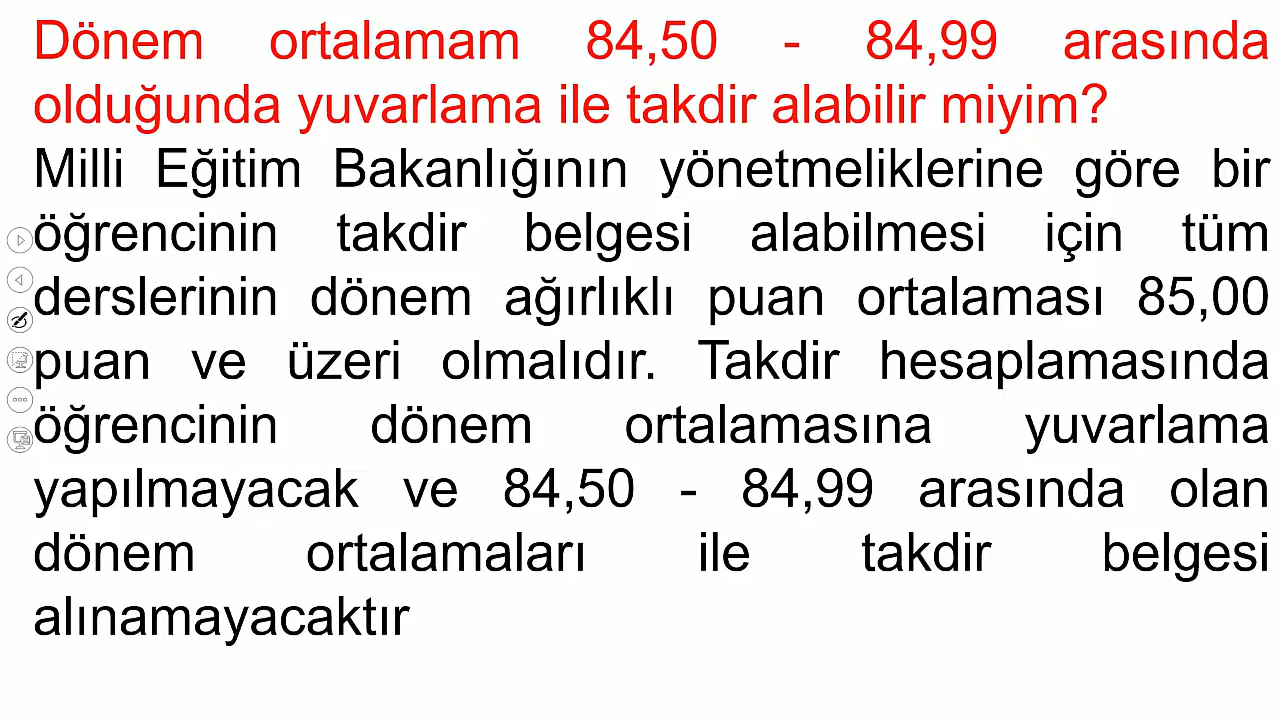 Dönem ortalamam 84,50 - 84,99 arasında
olduğunda yuvarlama ile takdir alabilir miyim?
Milli Eğitim Bakanlığının yönetmeliklerine göre bir
öğrencinin takdir belgesi alabilmesi için tüm
derslerinin dönem ağırlıklı puan ortalaması 85,00
puan ve üzeri olmalıdır. Takdir hesaplamasında
öğrencinin dönem ortalamasına yuvarlama
yapılmayacak ve 84,50 - 84,99 arasında olan
dönem ortalamaları ile takdir belgesi
alınamayacaktır